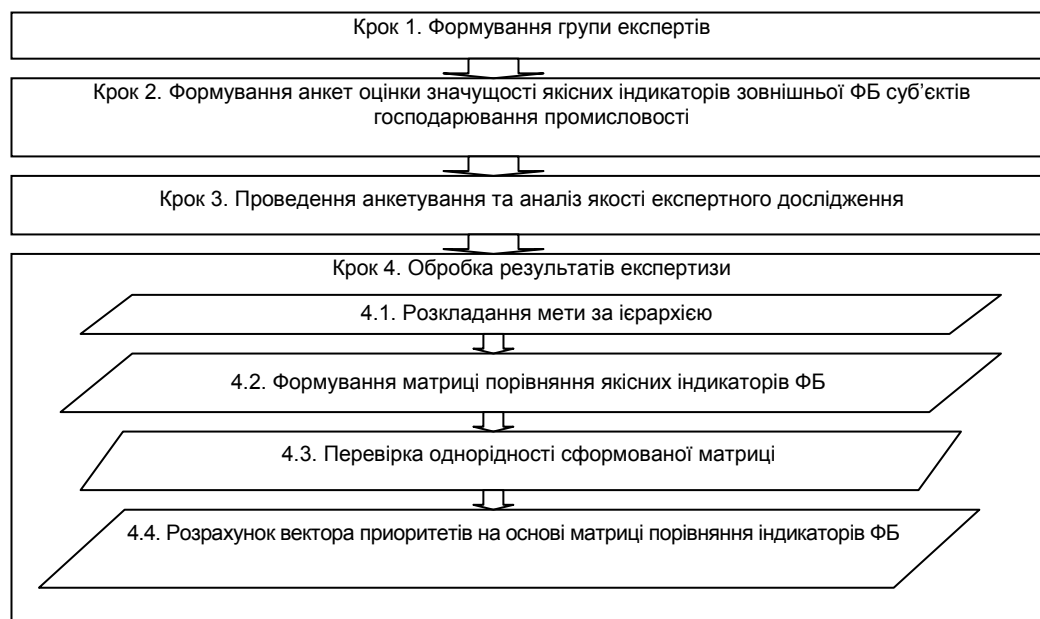 Крок 1. Формування групи експертів
Крок 2. Формування анкет оцінки значущості якісних індикаторів зовнішньої ФБ суб’єктів
господарювання промисловості
Крок 3. Проведення анкетування та аналіз якості експертного дослідження
Крок 4. Обробка результатів експертизи
4.1. Розкладання мети за ієрархією
4.2. Формування матриці порівняння якісних індикаторів ФБ
4.3. Перевірка однорідності сформованої матриці
4.4. Розрахунок вектора приоритетів на основі матриці порівняння індикаторів ФБ